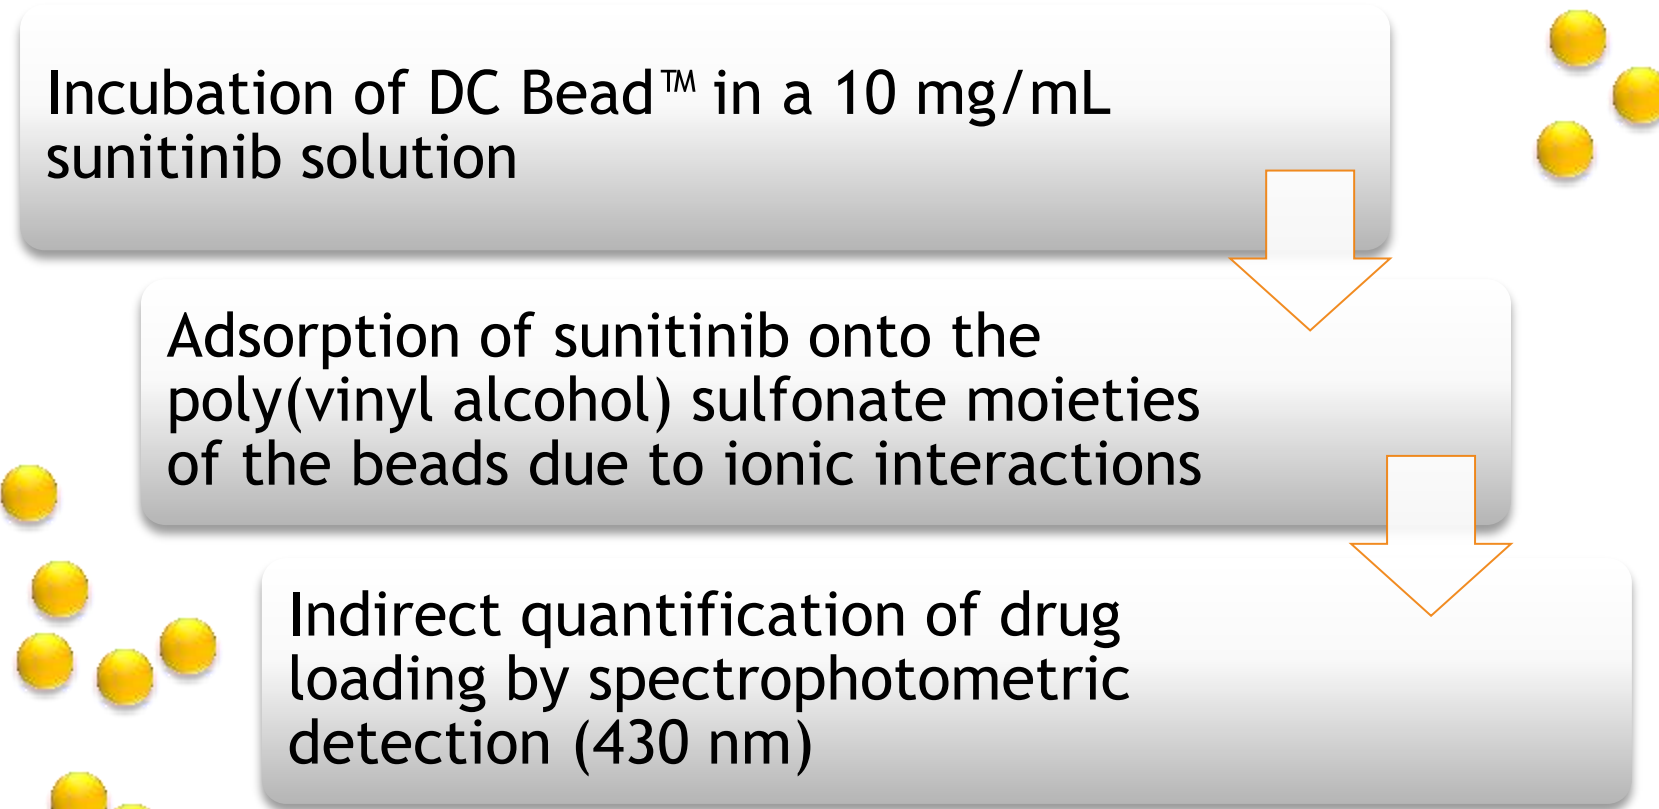 Incubation of DC Bead™ in a 10 mg/mL
sunitinib solution
Adsorption of sunitinib onto the
poly(vinyl alcohol) sulfonate moieties
of the beads due to ionic interactions
Indirect quantification of drug
loading by spectrophotometric
detection (430 nm)